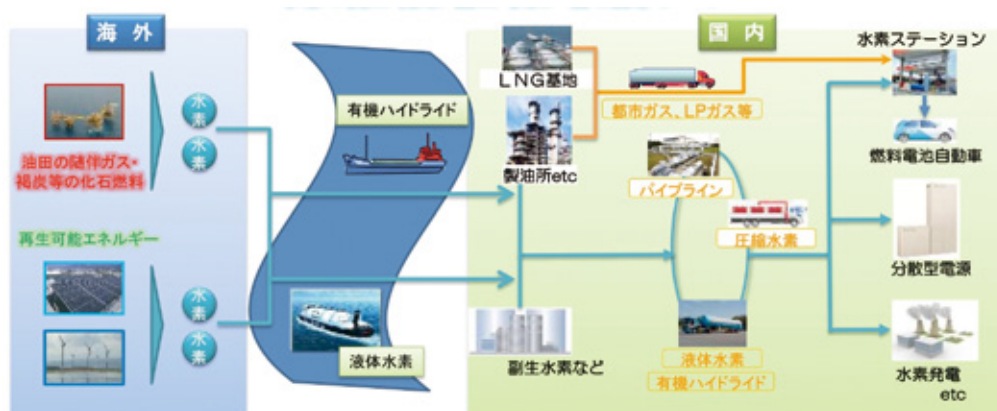 海 外
水素
水素
油田の随伴ガス・
褐炭等の化石燃料
再生可能エネルギー
水素
水素
有機ハイドライド
液体水素
国 内
LNG基地
製油所etc
都市ガス、LPガス等
パイプライン
圧縮水素
副生水素など
液体水素
有機ハイドライド
水素ステーション
燃料電池自動車
分散型電源
水素発電
etc